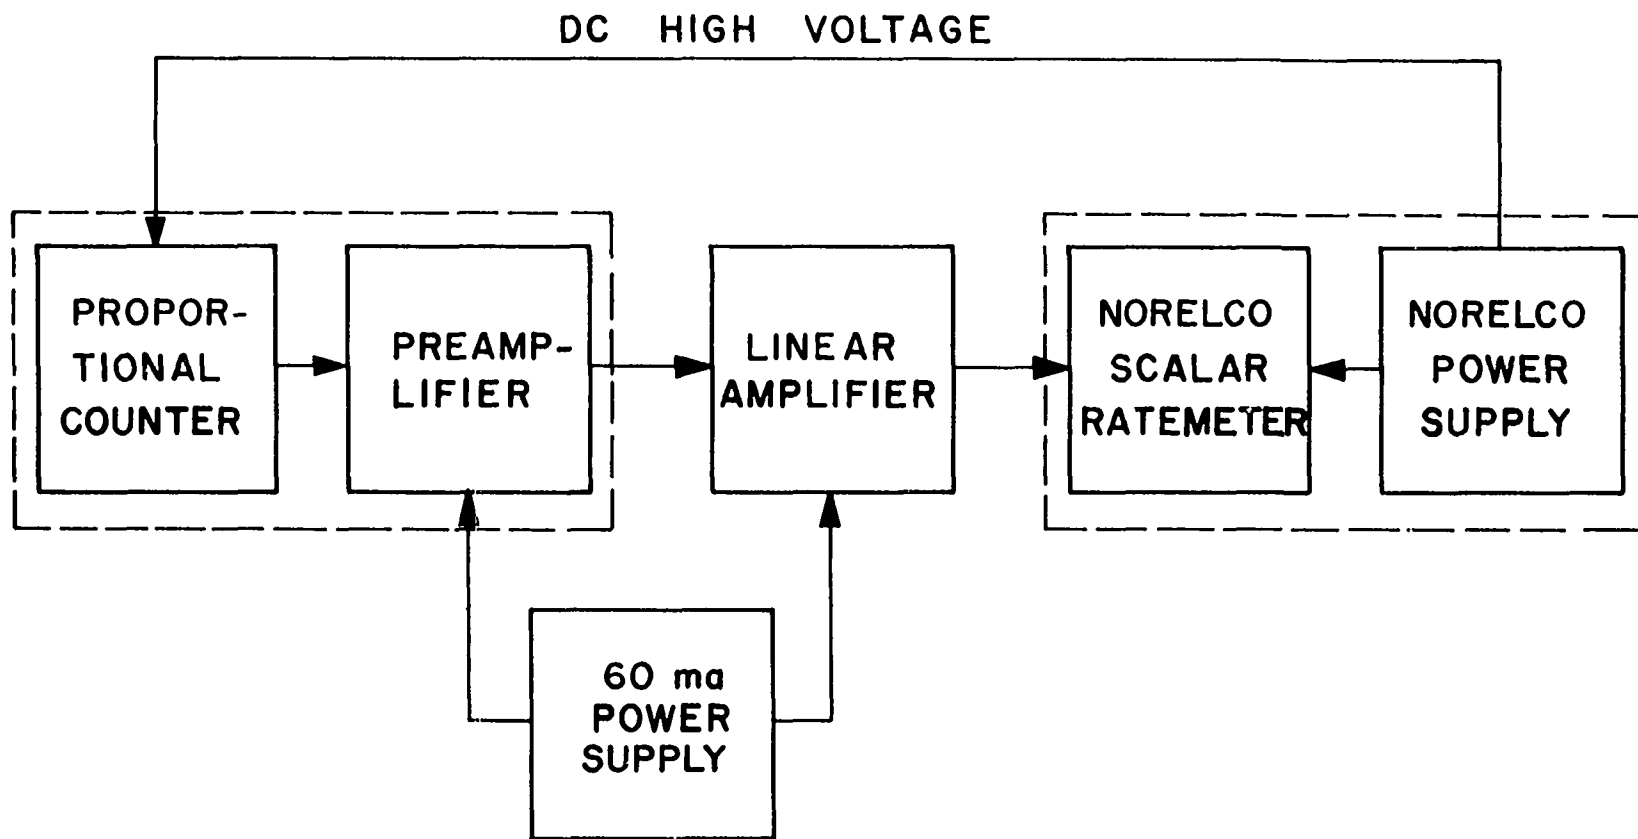 DC HIGH VOLTAGE
PROPOR-
TIONAL
COUNTER
PREAMP-
LIFIER
LINEAR
AMPLIFIER
NORELCO
SCALAR
RATEMETER
NORELCO
POWER
SUPPLY
60 ma
POWER
SUPPLY